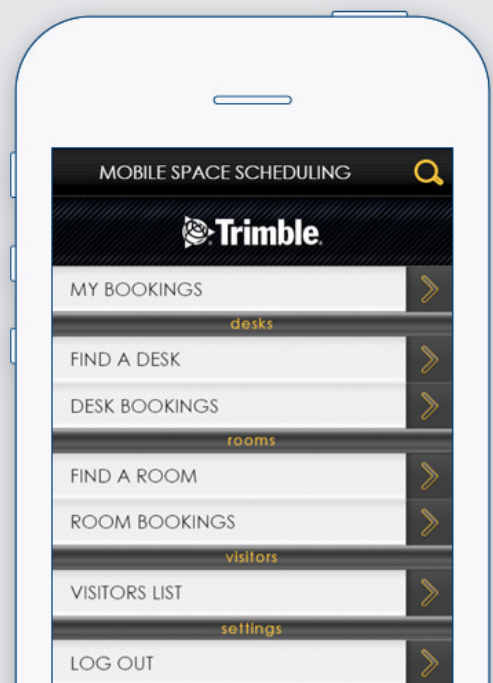 MOBILE SPACE SCHEDULING
Trimble
MY BOOKINGS
desks
FIND A DESK
DESK BOOKINGS
rooms
FIND A ROOM
ROOM BOOKINGS
visitors
VISITORS LIST
settings
LOG OUT